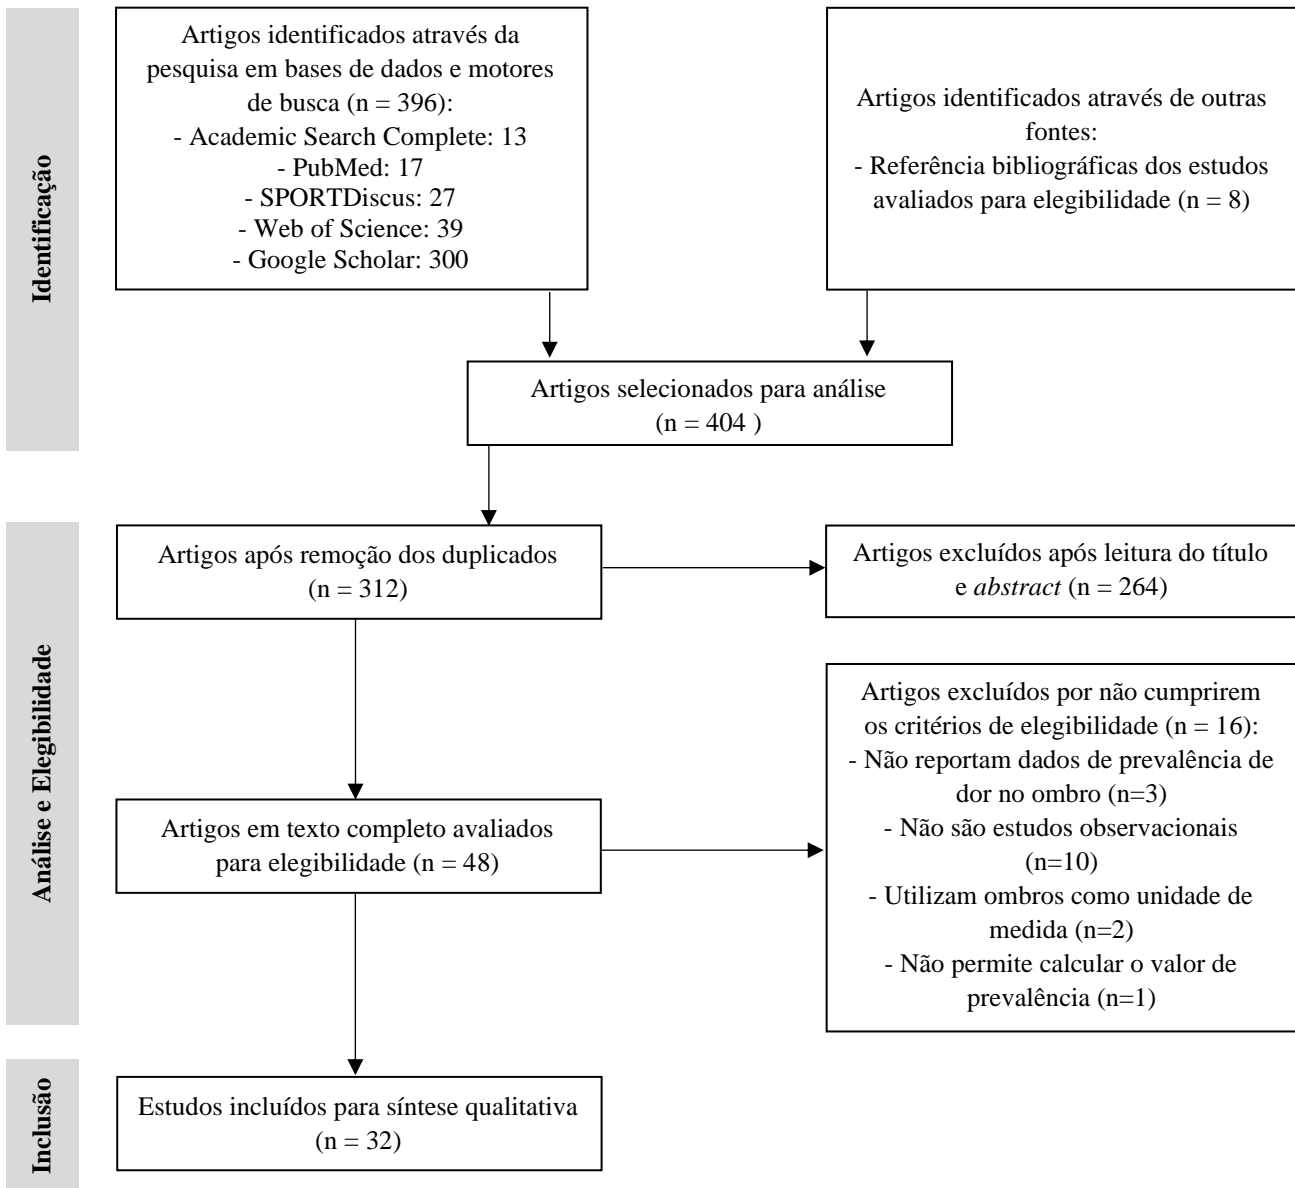 Identificação
Artigos identificados através da
pesquisa em bases de dados e motores
de busca (n = 396):
- Academic Search Complete: 13
- PubMed: 17
- SPORTDiscus: 27
- Web of Science: 39
- Google Scholar: 300
Artigos identificados através de outras
fontes:
- Referência bibliográficas dos estudos
avaliados para elegibilidade (n = 8)
Artigos selecionados para análise
(n = 404 )
Análise e Elegibilidade
Artigos após remoção dos duplicados
(n = 312)
Artigos excluídos após leitura do título
e abstract (n = 264)
Artigos em texto completo avaliados
para elegibilidade (n = 48)
Artigos excluídos por não cumprirem
os critérios de elegibilidade (n = 16):
- Não reportam dados de prevalência de
dor no ombro (n=3)
- Não são estudos observacionais
(n=10)
- Utilizam ombros como unidade de
medida (n=2)
- Não permite calcular o valor de
prevalência (n=1)
Inclusão
Estudos incluídos para síntese qualitativa
(n = 32)